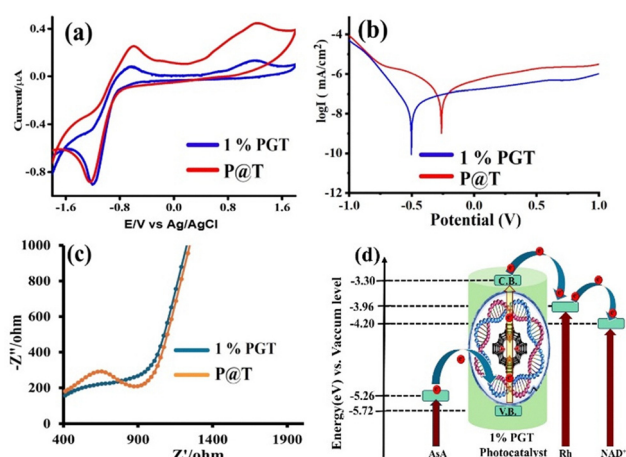 (a)
Current/µA
0.4
0.0
-0.4
-0.8
1 % PGT
P@T
-1.6
-0.8
0.0
0.8
1.6
E/V vs Ag/AgCl
(b)
logI ( mA/cm²)
-4
-6
-8
-10
-12
1 % PGT
P@T
-1.0
-0.5
0.0
0.5
1.0
Potential (V)
(c)
-Z"/ohm
1000
800
600
400
200
0
1 % PGT
P@T
400
900
1400
1900
Z'/ohm
(d)
Energy(eV) vs. Vaccum level
-3.30
-3.96
-4.20
-5.26
-5.72
C.B.
V.B.
AsA
1% PGT
Photocatalyst
Rh
NAD⁺